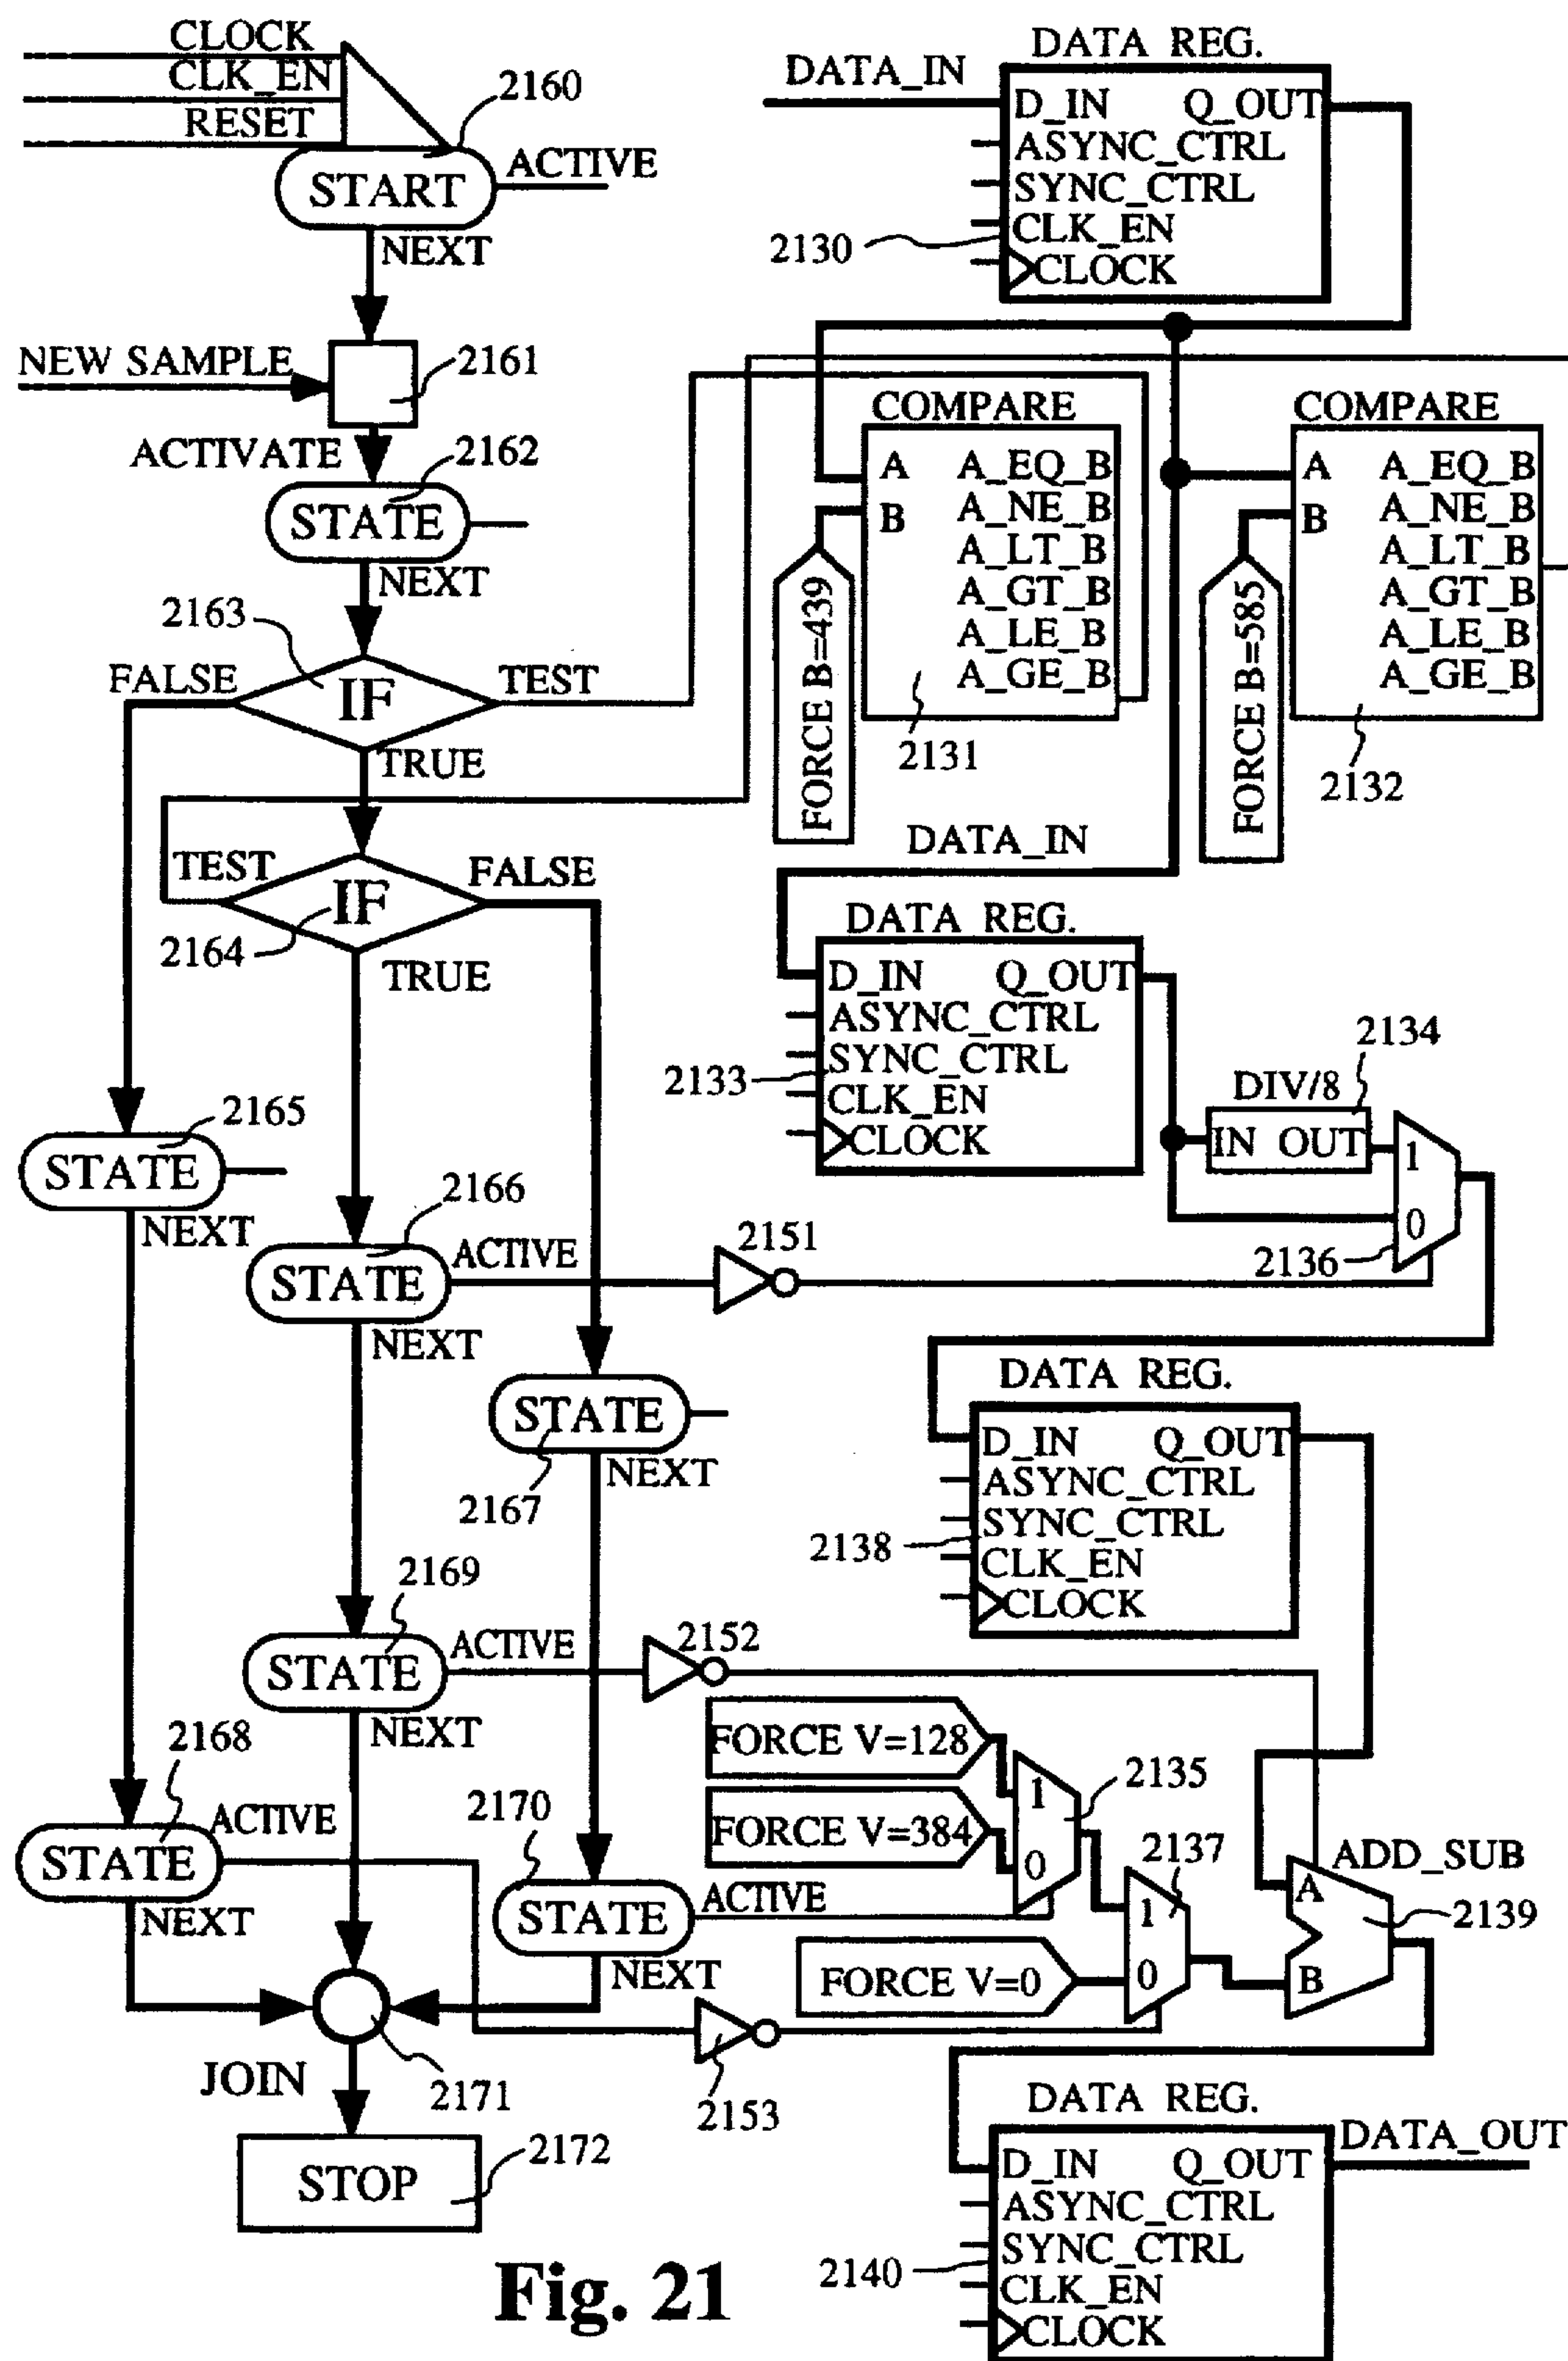 CLOCK
CLK_EN
RESET
2160
START
ACTIVE
NEXT
NEW SAMPLE
2161
ACTIVATE
2162
STATE
NEXT
2163
FALSE
IF
TEST
TRUE
TEST
IF
FALSE
2164
TRUE
2165
STATE
NEXT
2166
STATE
ACTIVE
NEXT
2151
STATE
2167
NEXT
2169
STATE
ACTIVE
NEXT
2152
2168
STATE
ACTIVE
NEXT
2170
STATE
ACTIVE
NEXT
JOIN
2171
2153
STOP
2172
DATA REG.
DATA_IN
D_IN Q_OUT
ASYNC_CTRL
SYNC_CTRL
CLK_EN
CLOCK
2130
COMPARE
A A_EQ_B
B A_NE_B
A_LT_B
A_GT_B
A_LE_B
A_GE_B
FORCE B=439
2131
COMPARE
A A_EQ_B
B A_NE_B
A_LT_B
A_GT_B
A_LE_B
A_GE_B
FORCE B=585
2132
DATA_IN
DATA REG.
D_IN Q_OUT
ASYNC_CTRL
SYNC_CTRL
CLK_EN
CLOCK
2133
2134
DIV/8
IN OUT
1
0
2136
DATA REG.
D_IN Q_OUT
ASYNC_CTRL
SYNC_CTRL
CLK_EN
CLOCK
2138
FORCE V=128
FORCE V=384
1
0
2135
2137
FORCE V=0
1
0
ADD_SUB
A
B
2139
DATA REG.
D_IN Q_OUT
ASYNC_CTRL
SYNC_CTRL
CLK_EN
CLOCK
2140
DATA_OUT
Fig. 21